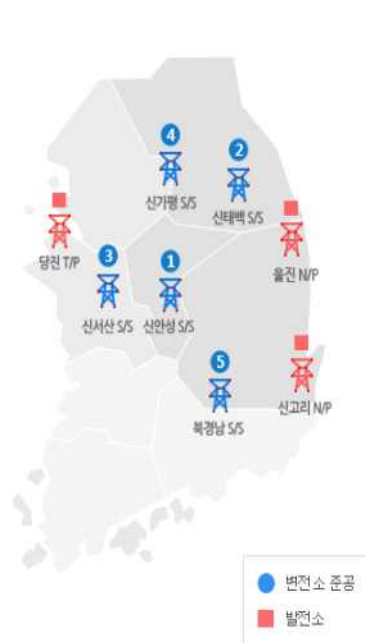 4
2
신가평 S/S
신태백 S/S
당진 T/P
3
1
울진 N/P
신서산 S/S
신안성 S/S
5
신고리 N/P
북경남 S/S
변전소 준공
발전소